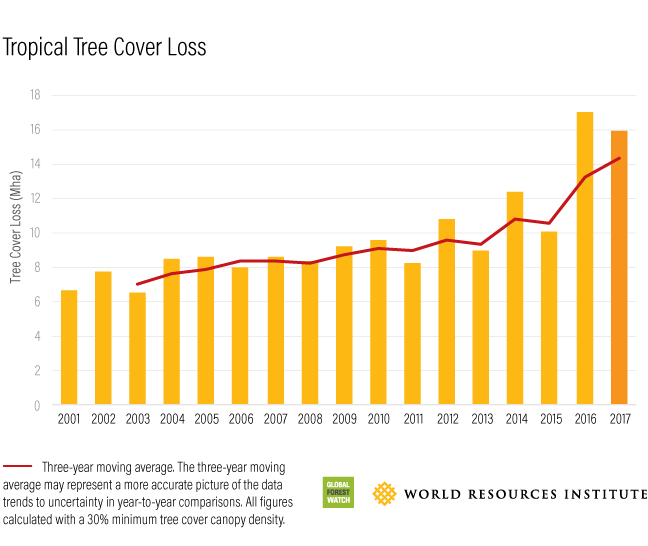 Tropical Tree Cover Loss
18
16
14
12
10
8
6
4
2
0
Tree Cover Loss (Mha)
2001 2002 2003 2004 2005 2006 2007 2008 2009 2010 2011 2012 2013 2014 2015 2016 2017
Three-year moving average. The three-year moving
average may represent a more accurate picture of the data
trends to uncertainty in year-to-year comparisons. All figures
calculated with a 30% minimum tree cover canopy density.
GLOBAL
FOREST
WATCH
WORLD RESOURCES INSTITUTE